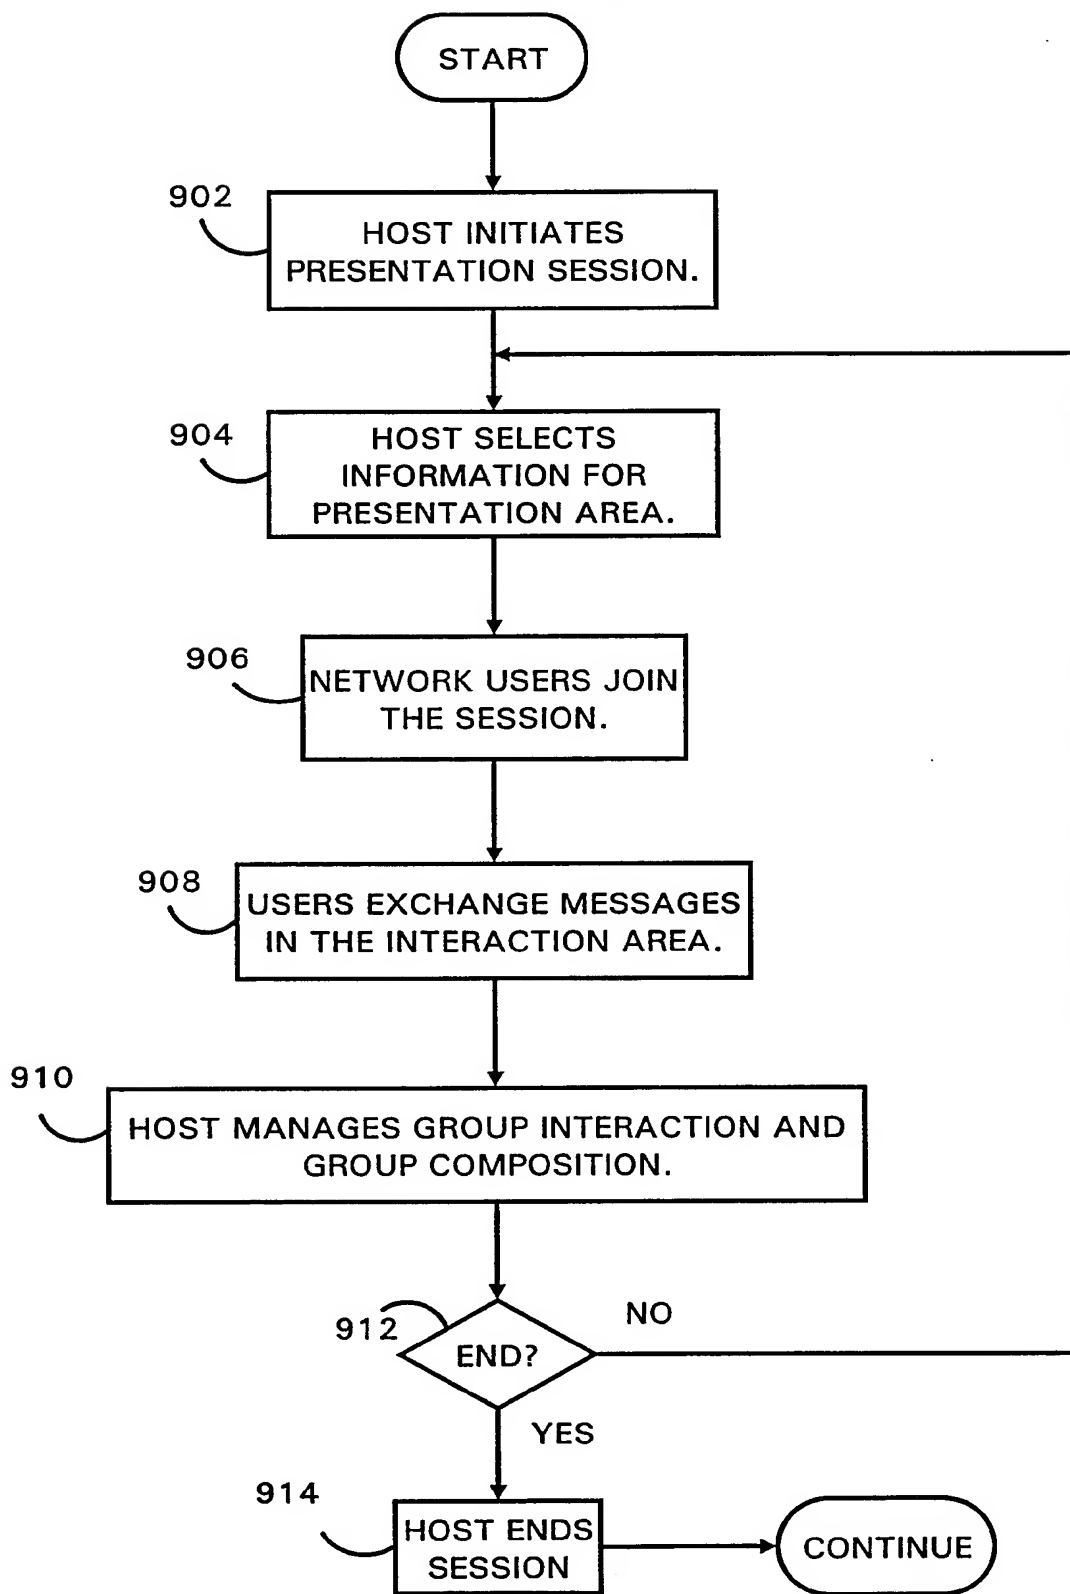 START
902
HOST INITIATES
PRESENTATION SESSION.
904
HOST SELECTS
INFORMATION FOR
PRESENTATION AREA.
906
NETWORK USERS JOIN
THE SESSION.
908
USERS EXCHANGE MESSAGES
IN THE INTERACTION AREA.
910
HOST MANAGES GROUP INTERACTION AND
GROUP COMPOSITION.
912
END?
NO
YES
914
HOST ENDS
SESSION
CONTINUE